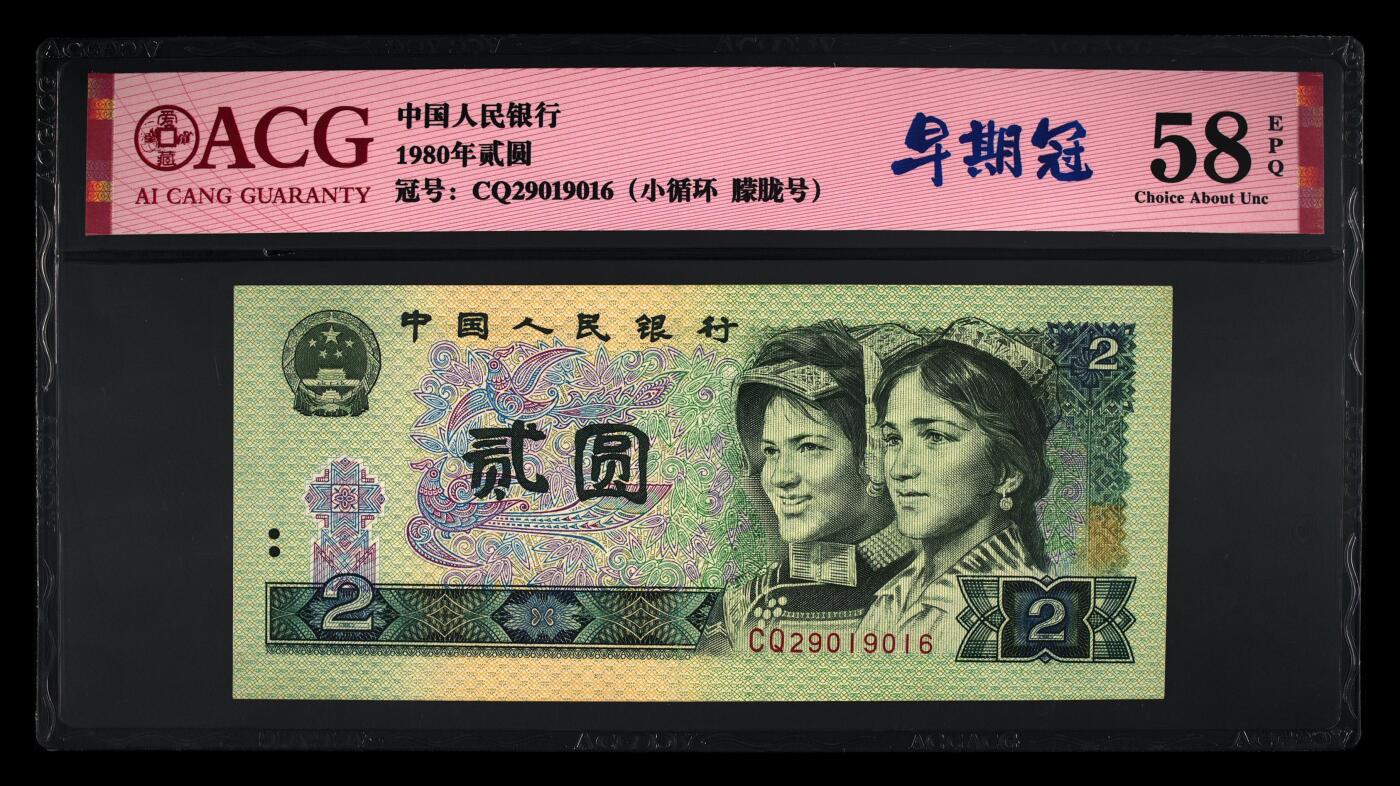 爱藏
ACG
AI CANG GUARANTY
中国人民银行
1980年贰圆
冠号：CQ29019016（小循环 朦胧号）
早期冠
58
EPQ
Choice About Unc
中国人民银行
2
贰圆
2
CQ29019016
2